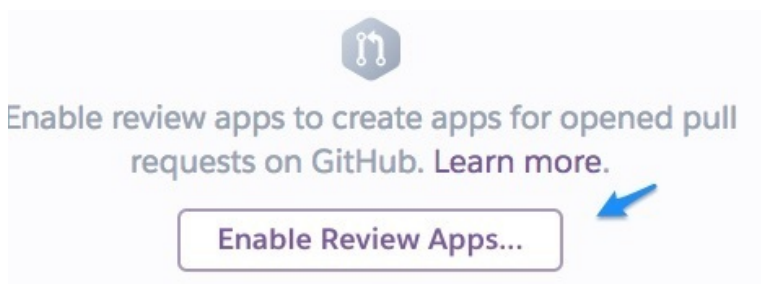 Enable review apps to create apps for opened pull
requests on GitHub. Learn more.
Enable Review Apps...